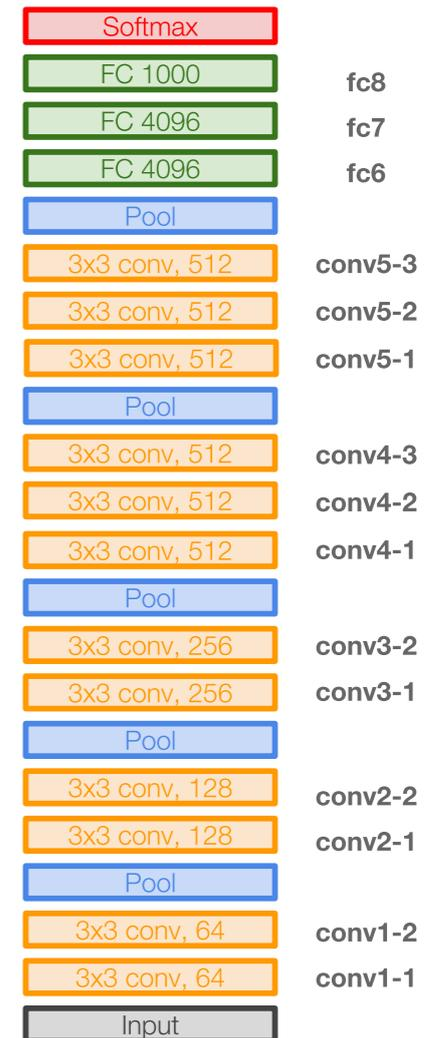 Softmax
FC 1000 fc8
FC 4096 fc7
FC 4096 fc6
Pool
3x3 conv, 512 conv5-3
3x3 conv, 512 conv5-2
3x3 conv, 512 conv5-1
Pool
3x3 conv, 512 conv4-3
3x3 conv, 512 conv4-2
3x3 conv, 512 conv4-1
Pool
3x3 conv, 256 conv3-2
3x3 conv, 256 conv3-1
Pool
3x3 conv, 128 conv2-2
3x3 conv, 128 conv2-1
Pool
3x3 conv, 64 conv1-2
3x3 conv, 64 conv1-1
Input